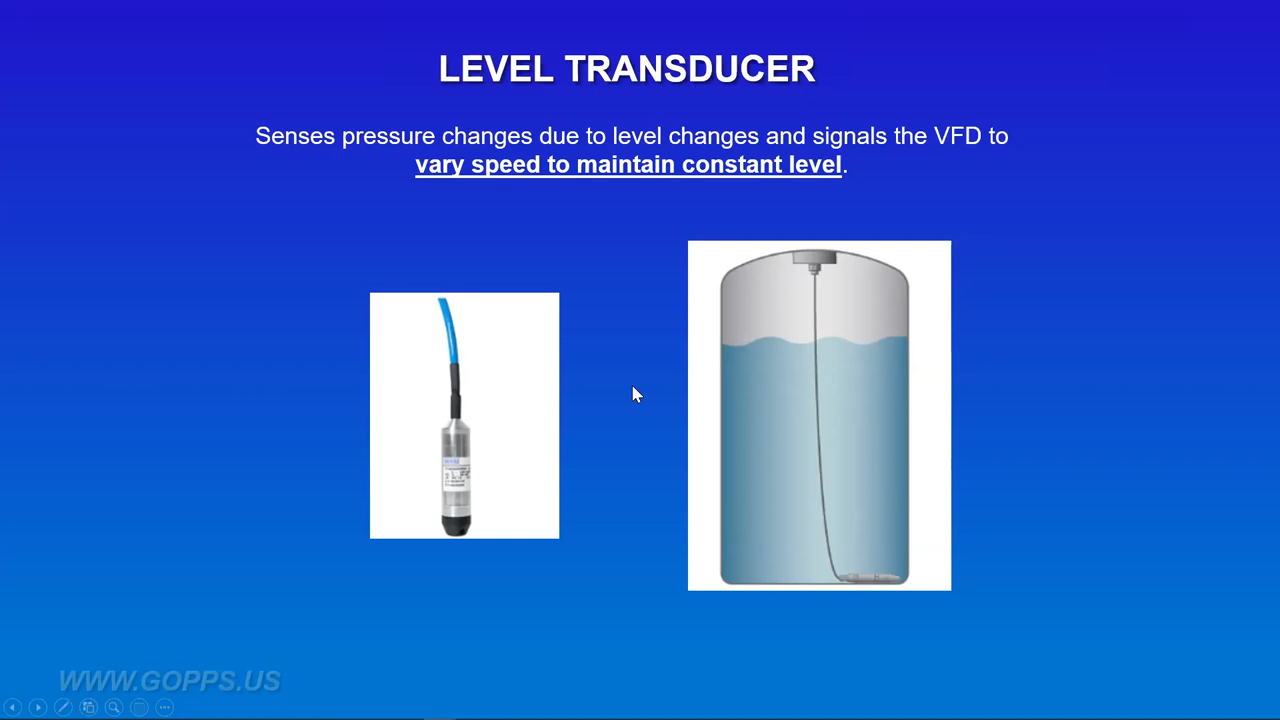 LEVEL TRANSDUCER
Senses pressure changes due to level changes and signals the VFD to
vary speed to maintain constant level.
WWW.GOPPS.US